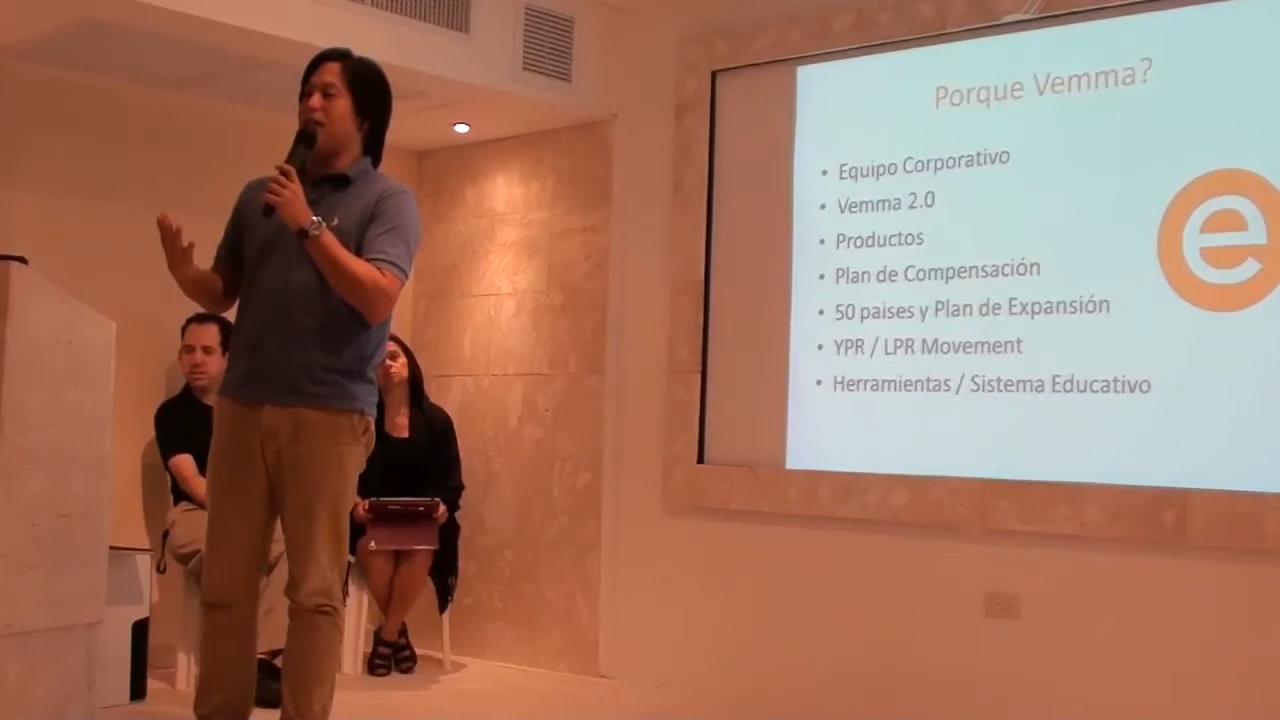 Porque Vemma?
• Equipo Corporativo
• Vemma 2.0
• Productos
• Plan de Compensación
• 50 paises y Plan de Expansión
• YPR / LPR Movement
• Herramientas / Sistema Educativo
e